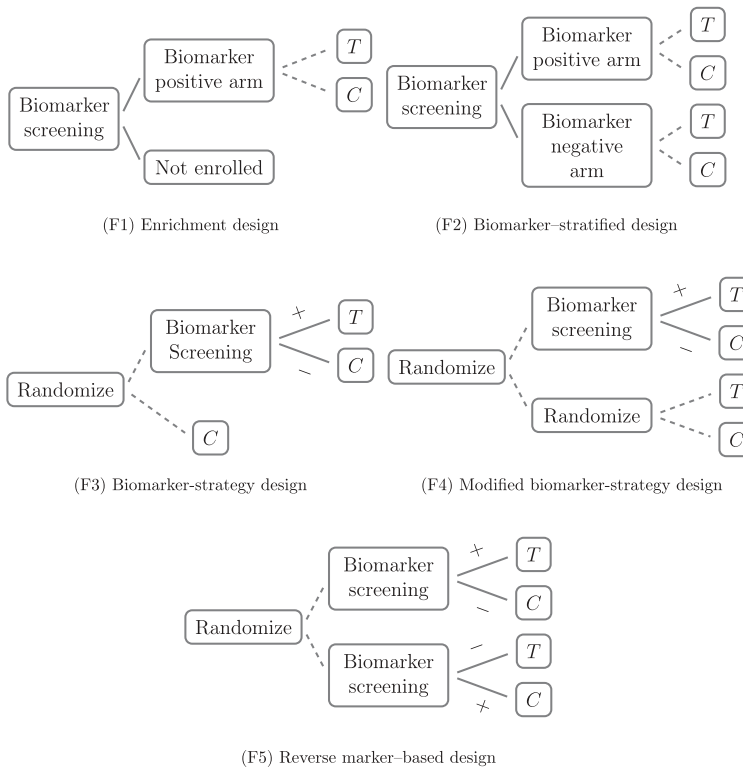 Biomarker
screening
Biomarker
positive arm
T
C
Not enrolled
(F1) Enrichment design
Biomarker
screening
Biomarker
positive arm
T
C
Biomarker
negative
arm
T
C
(F2) Biomarker–stratified design
Randomize
Biomarker
Screening
+
T
−
C
C
(F3) Biomarker-strategy design
Randomize
Biomarker
screening
+
T
−
C
Randomize
T
C
(F4) Modified biomarker-strategy design
Randomize
Biomarker
screening
+
T
−
C
Biomarker
screening
−
T
+
C
(F5) Reverse marker–based design